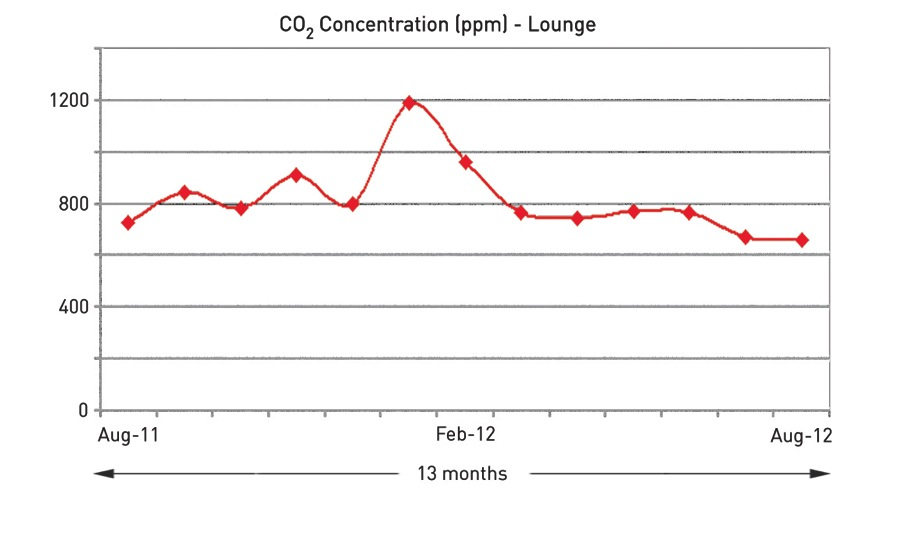 CO₂ Concentration (ppm) - Lounge
1200
800
400
0
Aug-11 Feb-12 Aug-12
13 months